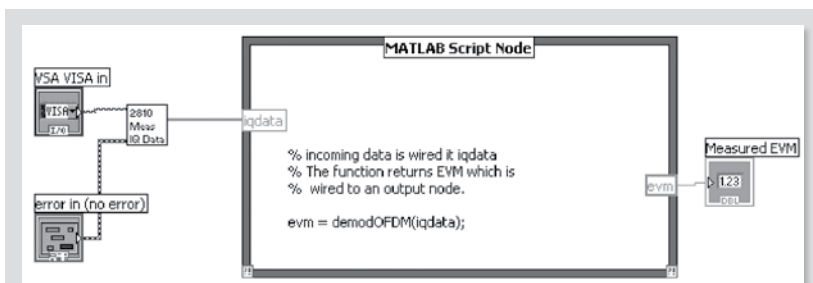 MATLAB Script Node
VSA VISA in
VISA
I/O
2810
Meas
IQ Data
iqdata
% incoming data is wired it iqdata
% The function returns EVM which is
% wired to an output node.
evm = demodOFDM(iqdata);
evm
Measured EVM
1.23
DBL
error in (no error)